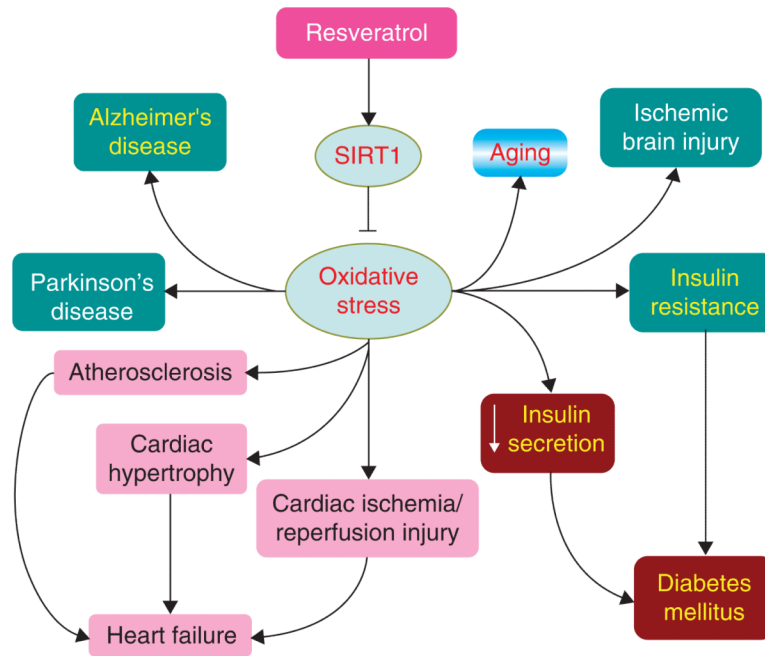 Resveratrol
Alzheimer's
disease
SIRT1
Aging
Ischemic
brain injury
Parkinson's
disease
Oxidative
stress
Insulin
resistance
Atherosclerosis
Insulin
secretion
Cardiac
hypertrophy
Cardiac ischemia/
reperfusion injury
Diabetes
mellitus
Heart failure